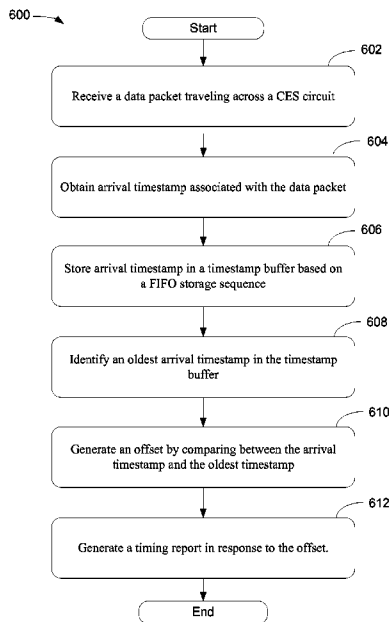 600
Start
602
Receive a data packet traveling across a CES circuit
604
Obtain arrival timestamp associated with the data packet
606
Store arrival timestamp in a timestamp buffer based on
a FIFO storage sequence
608
Identify an oldest arrival timestamp in the timestamp
buffer
610
Generate an offset by comparing between the arrival
timestamp and the oldest timestamp
612
Generate a timing report in response to the offset.
End